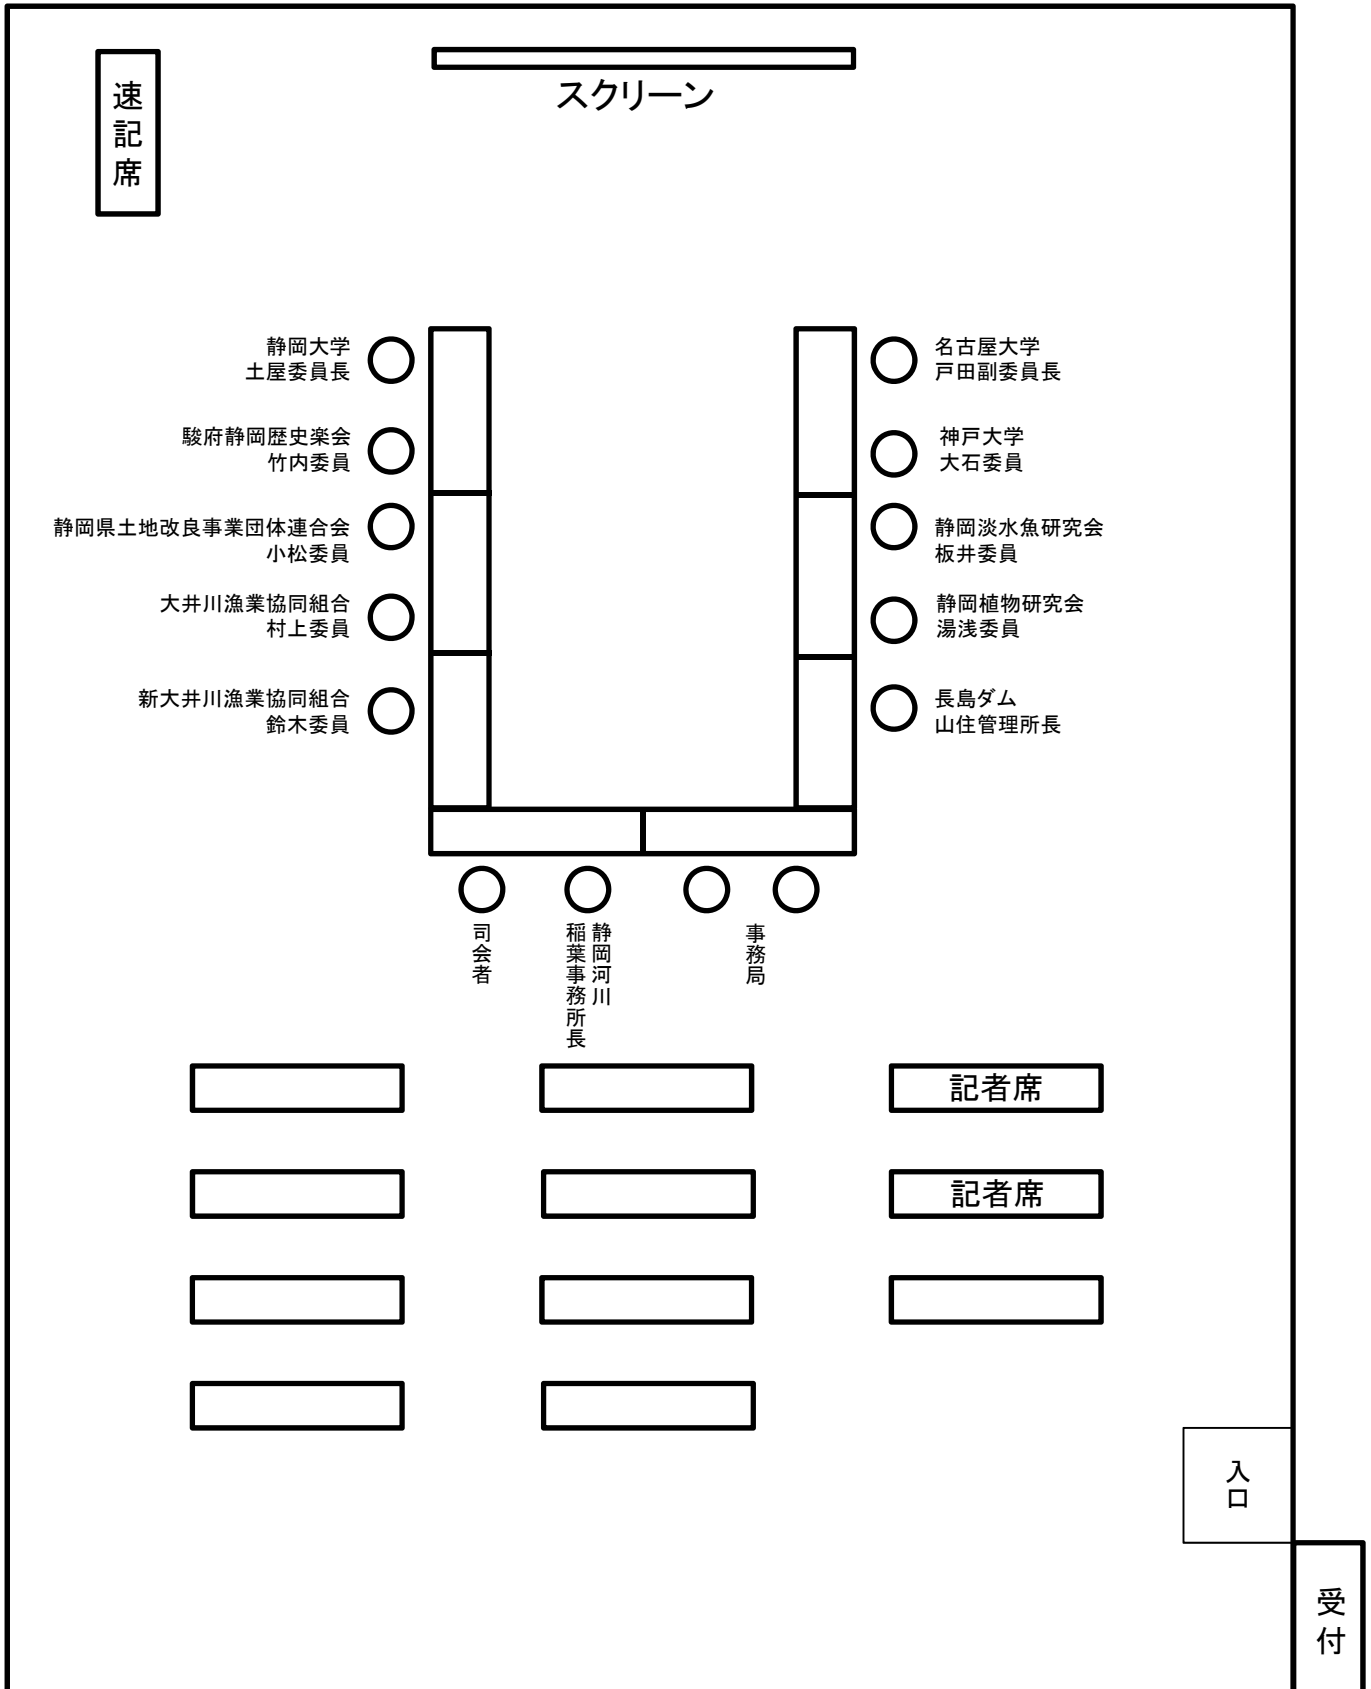 速記席
スクリーン
静岡大学
土屋委員長
駿府静岡歴史楽会
竹内委員
静岡県土地改良事業団体連合会
小松委員
大井川漁業協同組合
村上委員
新大井川漁業協同組合
鈴木委員
名古屋大学
戸田副委員長
神戸大学
大石委員
静岡淡水魚研究会
板井委員
静岡植物研究会
湯浅委員
長島ダム
山住管理所長
司会者
静岡河川
稲葉事務所長
事務局
記者席
記者席
入口
受付